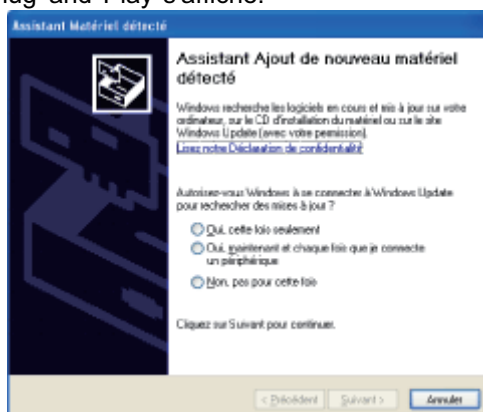 lug-and-Play s'affiche.
Assistant Matériel détecté
Assistant Ajout de nouveau matériel
détecté
Windows recherche les logiciels en cours et mis à jour sur votre
ordinateur, sur le CD d'installation du matériel ou sur le site
Windows Update (avec votre permission).
Lisez notre Déclaration de confidentialité
Autorisez-vous Windows à se connecter à Windows Update
pour rechercher des mises à jour ?
Oui, cette fois seulement
Oui, maintenant et chaque fois que je connecte
un périphérique
Non, pas pour cette fois
Cliquez sur Suivant pour continuer.
< Précédent Suivant > Annuler